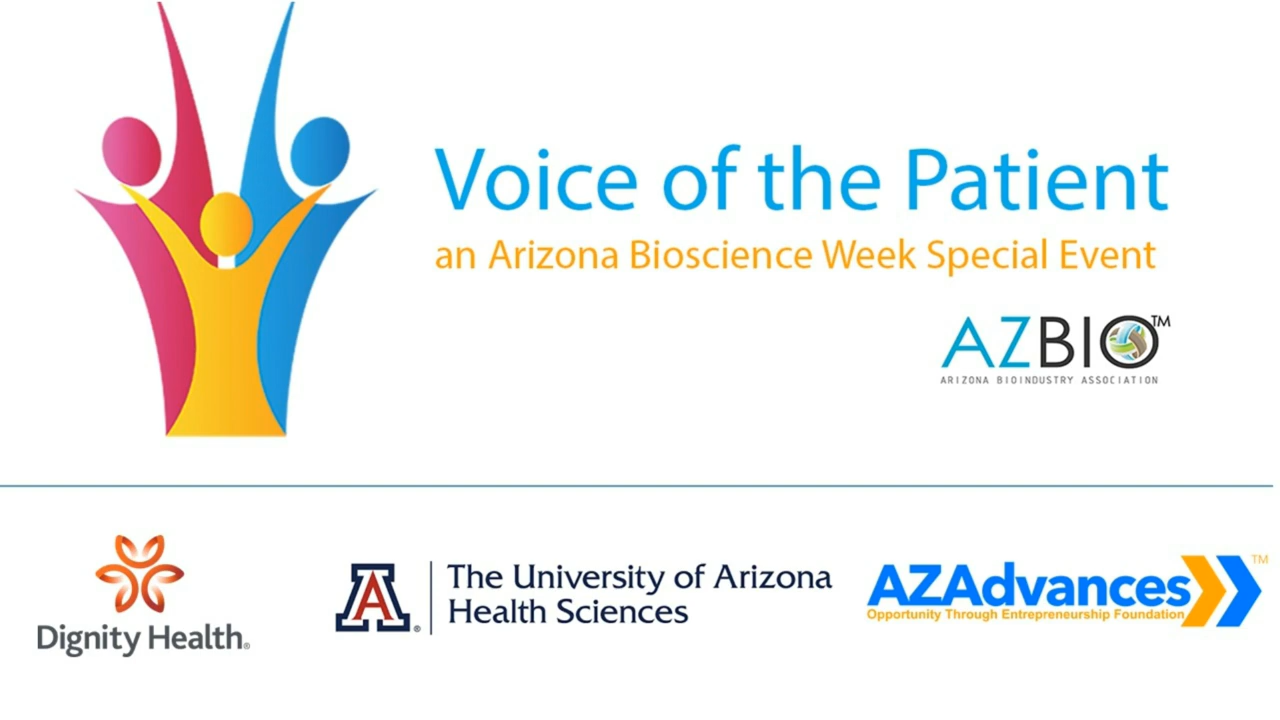 Voice of the Patient
an Arizona Bioscience Week Special Event
AZBIO™
ARIZONA BIOINDUSTRY ASSOCIATION
Dignity Health®
A®
The University of Arizona
Health Sciences
AZAdvances™
Opportunity Through Entrepreneurship Foundation